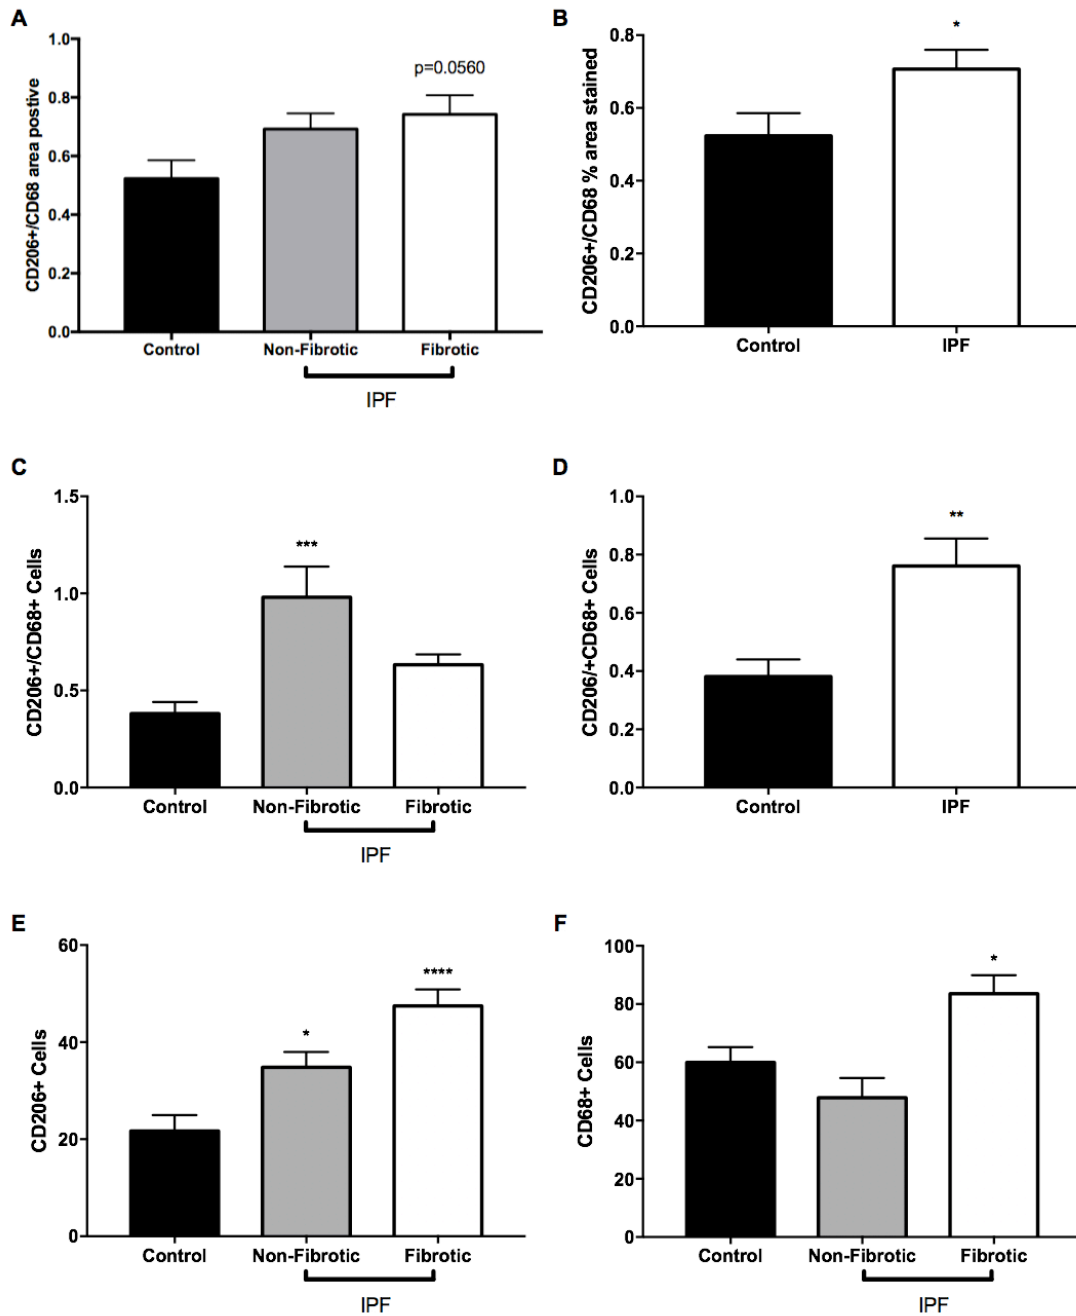 A
CD206+/CD68 area postive
1.0
0.8
0.6
0.4
0.2
0.0
p=0.0560
Control
Non-Fibrotic
Fibrotic
IPF
B
CD206+/CD68 % area stained
0.8
0.6
0.4
0.2
0.0
*
Control
IPF
C
CD206+/CD68+ Cells
1.5
1.0
0.5
0.0
***
Control
Non-Fibrotic
Fibrotic
IPF
D
CD206/+CD68+ Cells
1.0
0.8
0.6
0.4
0.2
0.0
**
Control
IPF
E
CD206+ Cells
60
40
20
0
*
****
Control
Non-Fibrotic
Fibrotic
IPF
F
CD68+ Cells
100
80
60
40
20
0
*
Control
Non-Fibrotic
Fibrotic
IPF